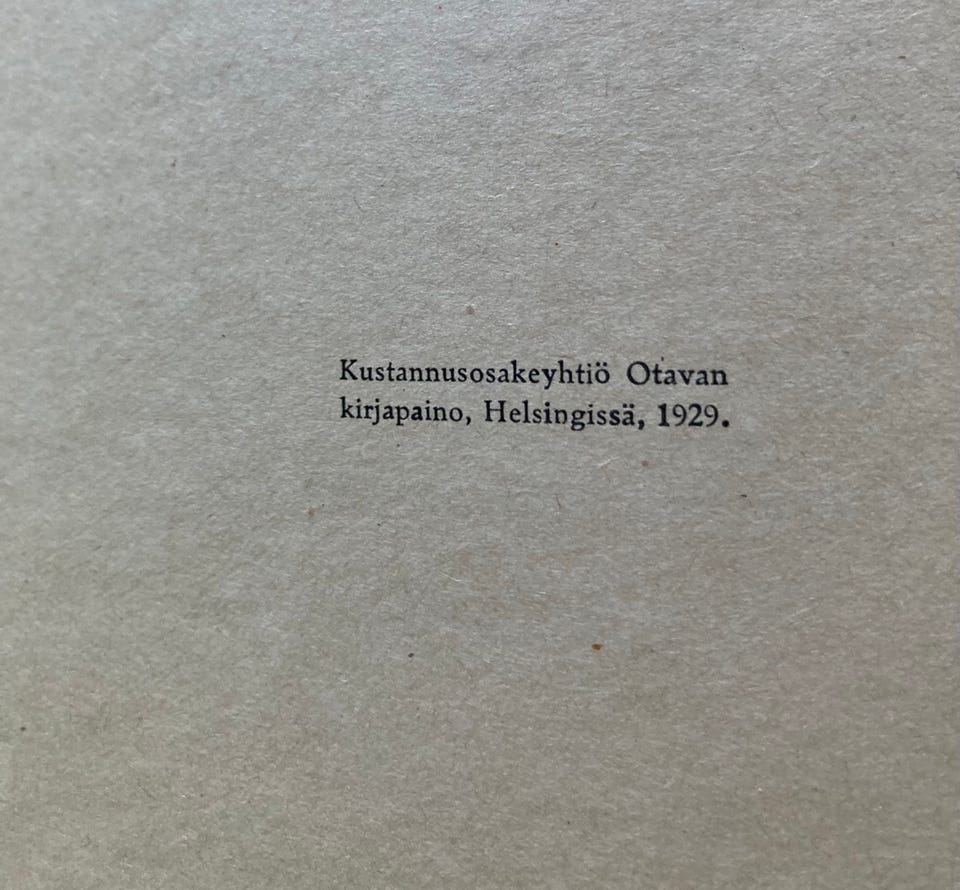 Kustannusosakeyhtiö Otavan
kirjapaino, Helsingissä, 1929.